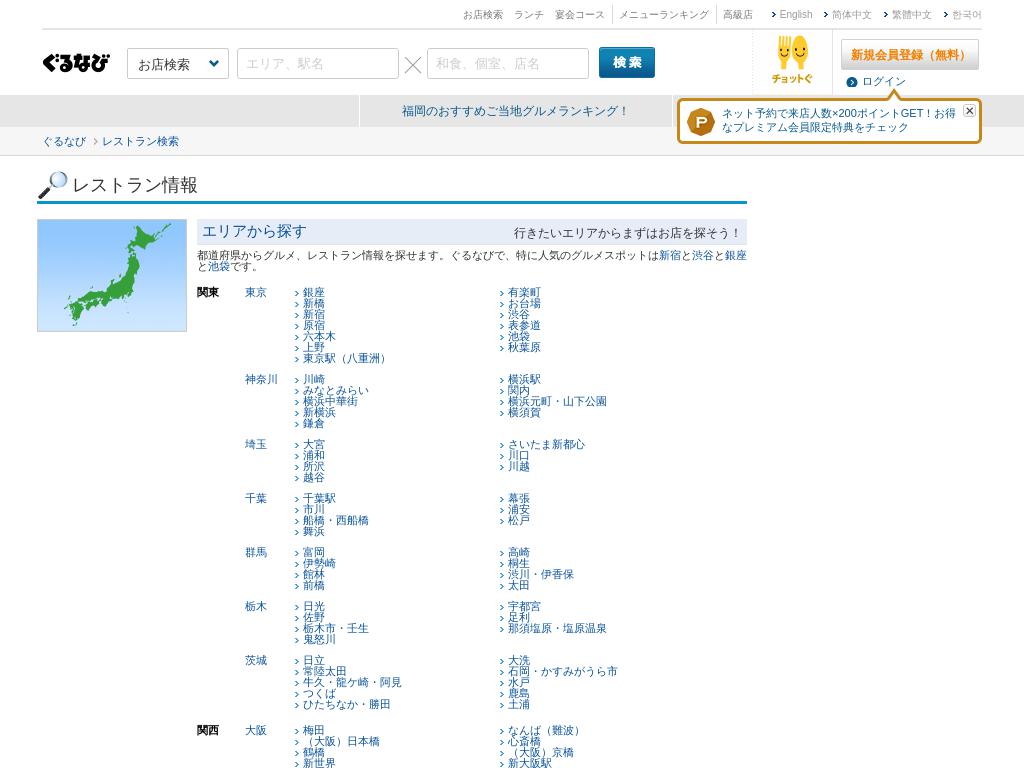 お店検索 ランチ 宴会コース メニューランキング 高級店 English 简体中文 繁體中文 한국어
ぐるなび お店検索 エリア、駅名 和食、個室、店名 検索 チョットぐ 新規会員登録（無料）
ログイン
福岡のおすすめご当地グルメランキング！
ネット予約で来店人数×200ポイントGET！お得
なプレミアム会員限定特典をチェック
ぐるなび レストラン検索
レストラン情報
エリアから探す 行きたいエリアからまずはお店を探そう！
都道府県からグルメ、レストラン情報を探せます。ぐるなびで、特に人気のグルメスポットは新宿と渋谷と銀座
と池袋です。
関東 東京 銀座 有楽町
新橋 お台場
新宿 渋谷
原宿 表参道
六本木 池袋
上野 秋葉原
東京駅（八重洲）
神奈川 川崎 横浜駅
みなとみらい 関内
横浜中華街 横浜元町・山下公園
新横浜 横須賀
鎌倉
埼玉 大宮 さいたま新都心
浦和 川口
所沢 川越
越谷
千葉 千葉駅 幕張
市川 浦安
船橋・西船橋 松戸
舞浜
群馬 富岡 高崎
伊勢崎 桐生
館林 渋川・伊香保
前橋 太田
栃木 日光 宇都宮
佐野 足利
栃木市・壬生 那須塩原・塩原温泉
鬼怒川
茨城 日立 大洗
常陸太田 石岡・かすみがうら市
牛久・龍ケ崎・阿見 水戸
つくば 鹿島
ひたちなか・勝田 土浦
関西 大阪 梅田 なんば（難波）
（大阪）日本橋 心斎橋
鶴橋 （大阪）京橋
新世界 新大阪駅